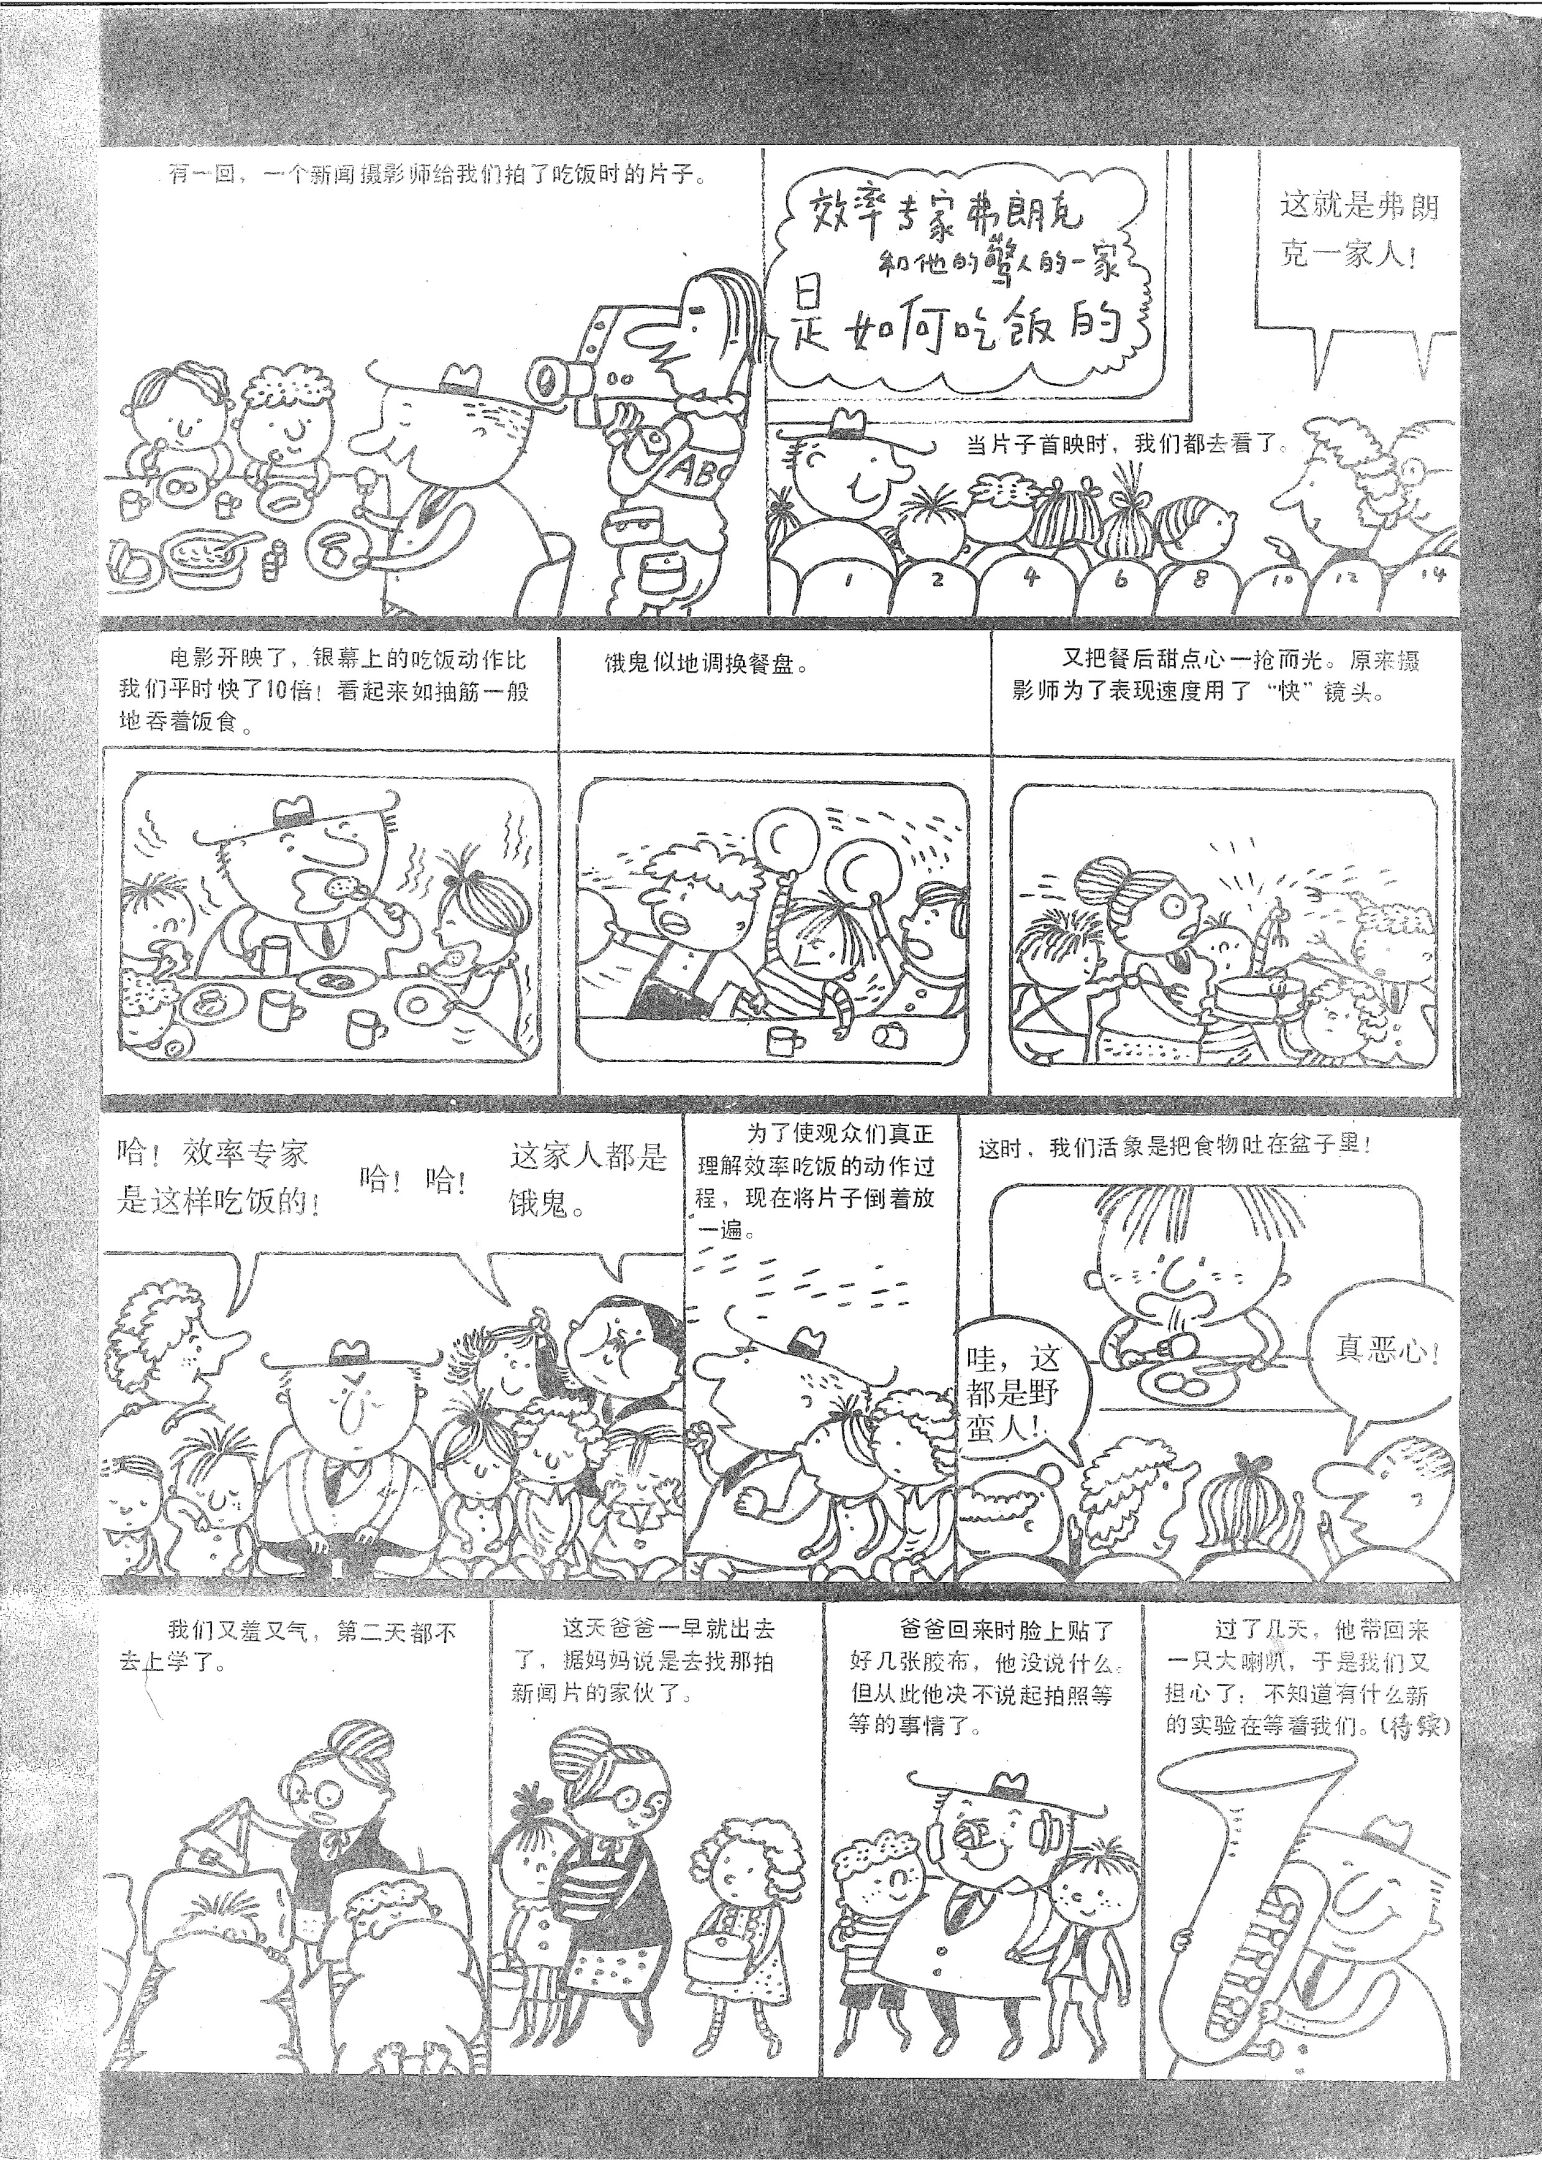 有一回，一个新闻摄影师给我们拍了吃饭时的片子。
ABC
效率专家弗朗克
和他的驚人的一家
是如何吃饭的
这就是弗朗
克一家人！
当片子首映时，我们都去看了。
1 2 4 6 8 10 12 14
电影开映了，银幕上的吃饭动作比
我们平时快了10倍！看起来如抽筋一般
地吞着饭食。
饿鬼似地调换餐盘。
又把餐后甜点心一抢而光。原来摄
影师为了表现速度用了“快”镜头。
哈！效率专家
是这样吃饭的！
哈！哈！
这家人都是
饿鬼。
1
为了使观众们真正
理解效率吃饭的动作过
程，现在将片子倒着放
一遍。
这时，我们活象是把食物吐在盆子里！
哇，这
都是野
蛮人！
真恶心！
我们又羞又气，第二天都不
去上学了。
这天爸爸一早就出去
了，据妈妈说是去找那拍
新闻片的家伙了。
爸爸回来时脸上贴了
好几张胶布，他没说什么。
但从此他决不说起拍照等
等的事情了。
过了几天，他带回来
一只大喇叭，于是我们又
担心了：不知道有什么新
的实验在等着我们。（待续）